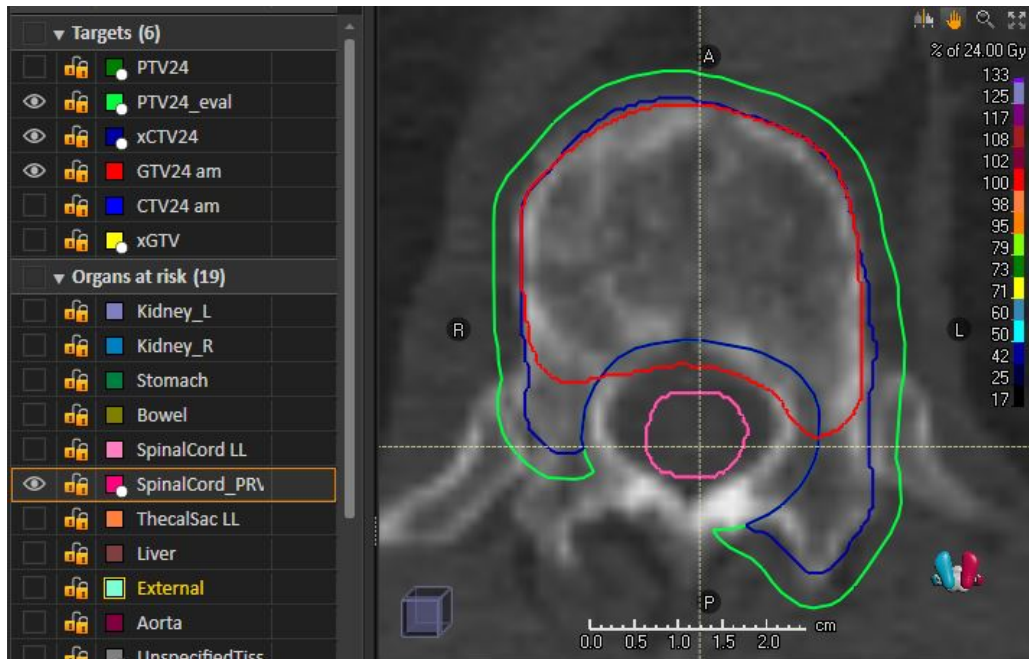 Targets (6)
PTV24
PTV24_eval
xCTV24
GTV24 am
CTV24 am
xGTV
Organs at risk (19)
Kidney_L
Kidney_R
Stomach
Bowel
SpinalCord LL
SpinalCord_PRV
ThecalSac LL
Liver
External
Aorta
UnspecifiedTiss
A
R
L
P
% of 24.00 Gy
133
125
117
108
102
100
98
95
79
73
71
60
50
42
25
17
0.0 0.5 1.0 1.5 2.0 cm